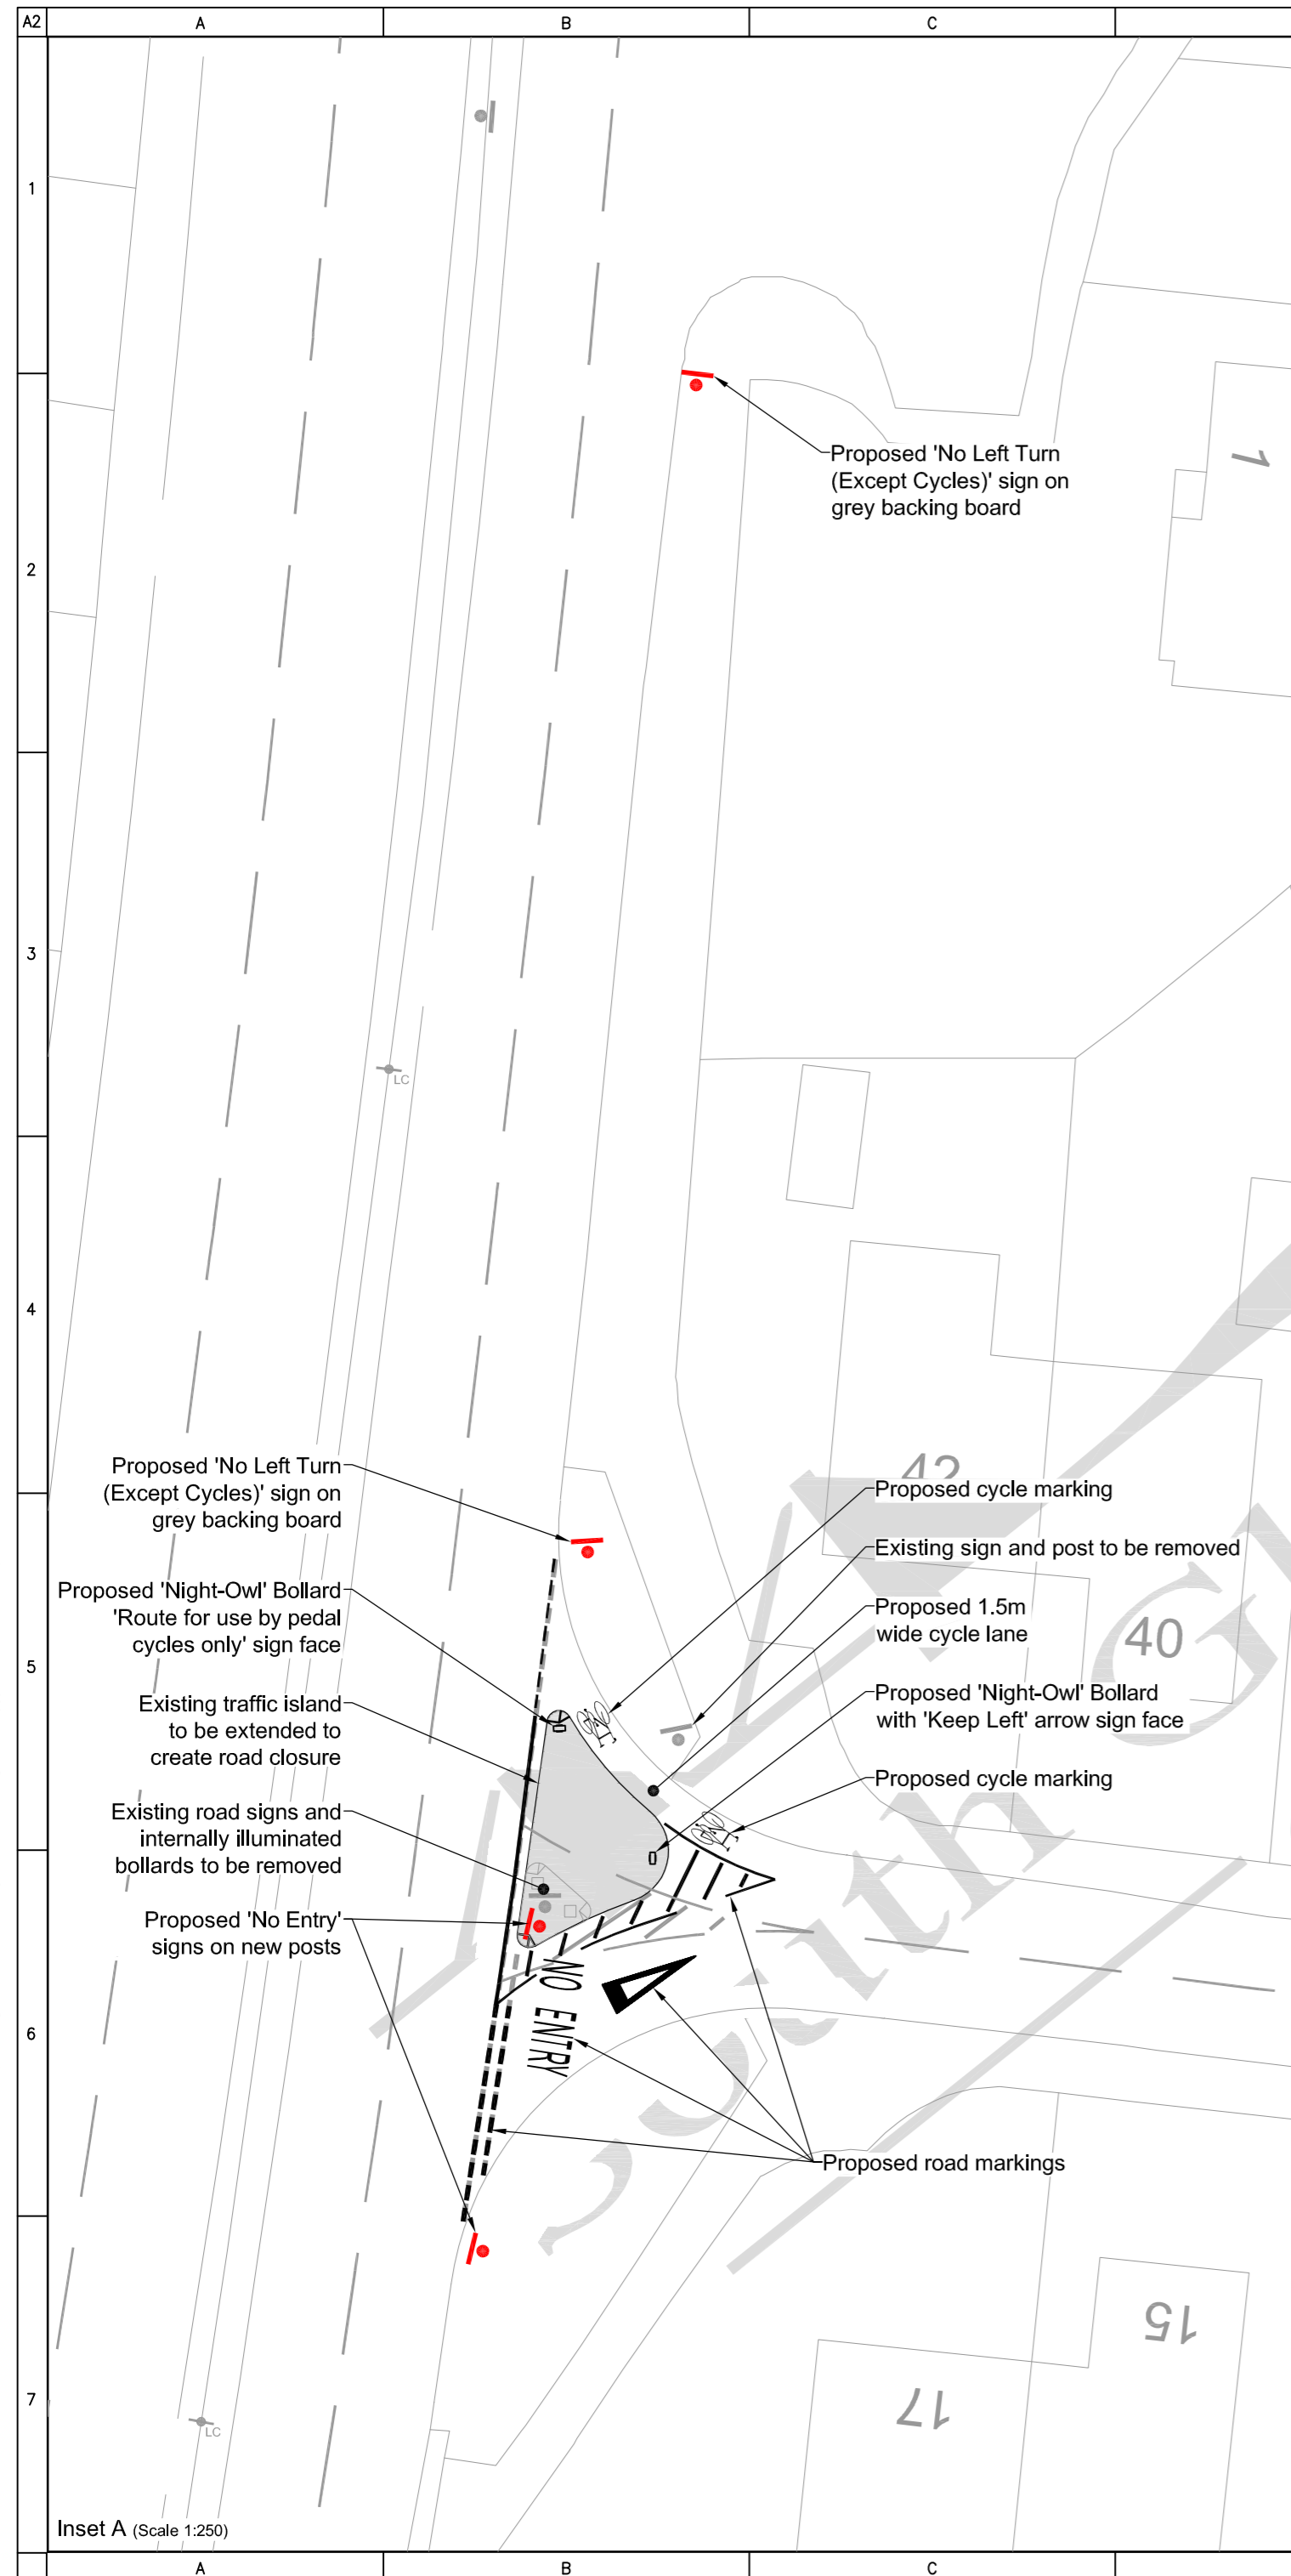 A2
A
B
C
1
2
3
4
5
6
7
Proposed 'No Left Turn
(Except Cycles)' sign on
grey backing board
1
LC
42
Proposed 'No Left Turn
(Except Cycles)' sign on
grey backing board
Proposed cycle marking
Existing sign and post to be removed
Proposed 'Night-Owl' Bollard
'Route for use by pedal
cycles only' sign face
Proposed 1.5m
wide cycle lane
40
Existing traffic island
to be extended to
create road closure
Proposed 'Night-Owl' Bollard
with 'Keep Left' arrow sign face
Proposed cycle marking
Existing road signs and
internally illuminated
bollards to be removed
Proposed 'No Entry'
signs on new posts
NO ENTRY
South G
Proposed road markings
15
17
LC
Inset A (Scale 1:250)
A
B
C